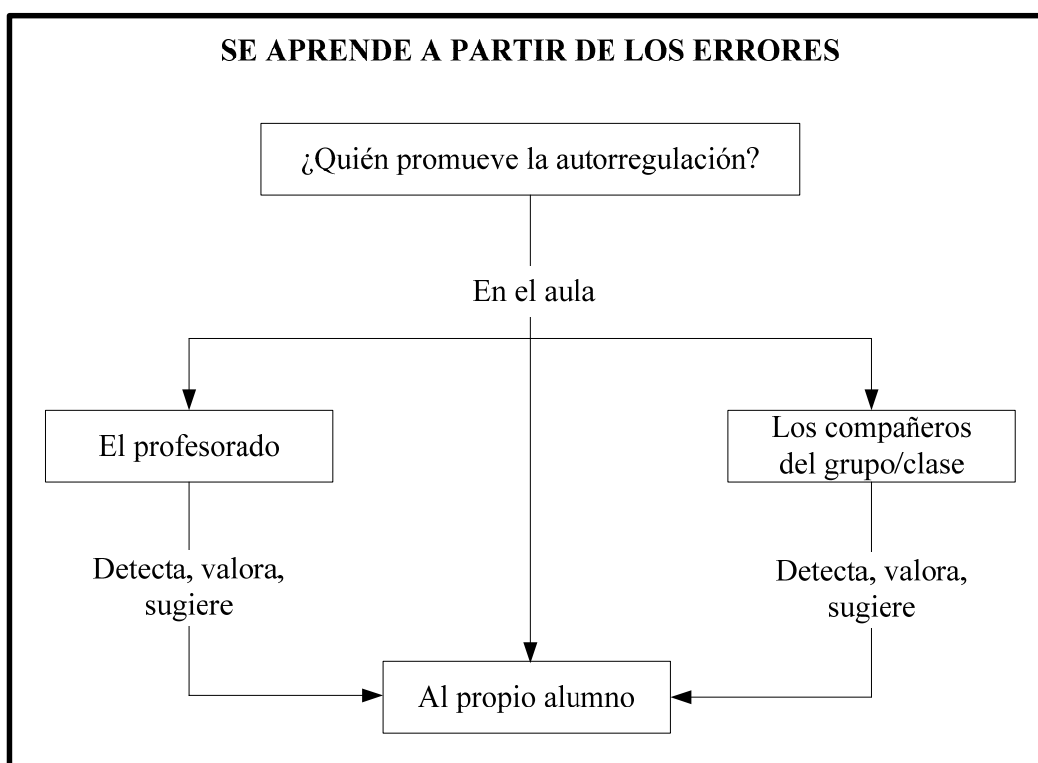 SE APRENDE A PARTIR DE LOS ERRORES
¿Quién promueve la autorregulación?
En el aula
El profesorado
Los compañeros
del grupo/clase
Detecta, valora,
sugiere
Detecta, valora,
sugiere
Al propio alumno